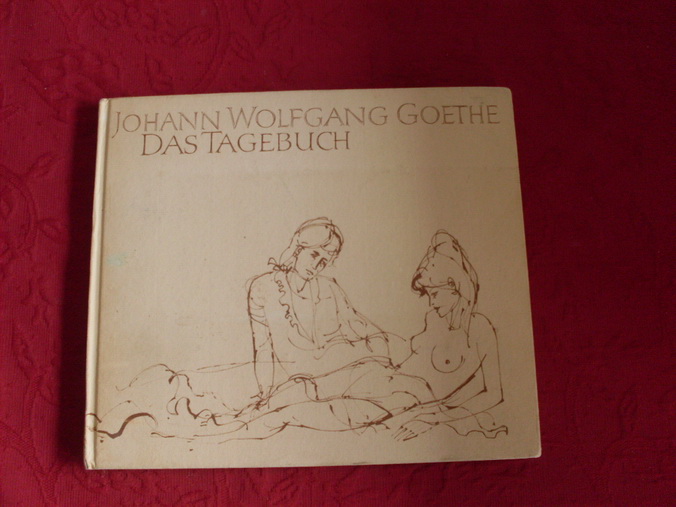 JOHANN WOLFGANG GOETHE
DAS TAGEBUCH